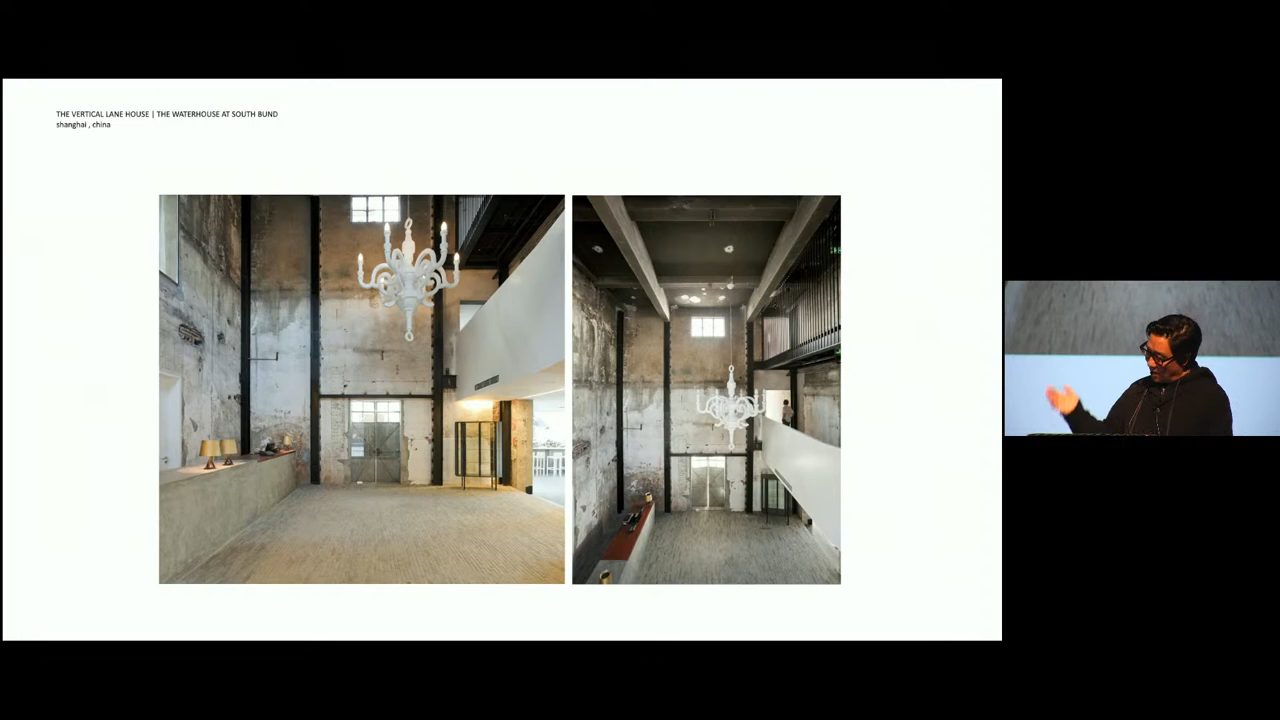 THE VERTICAL LANE HOUSE | THE WATERHOUSE AT SOUTH BUND
shanghai , china